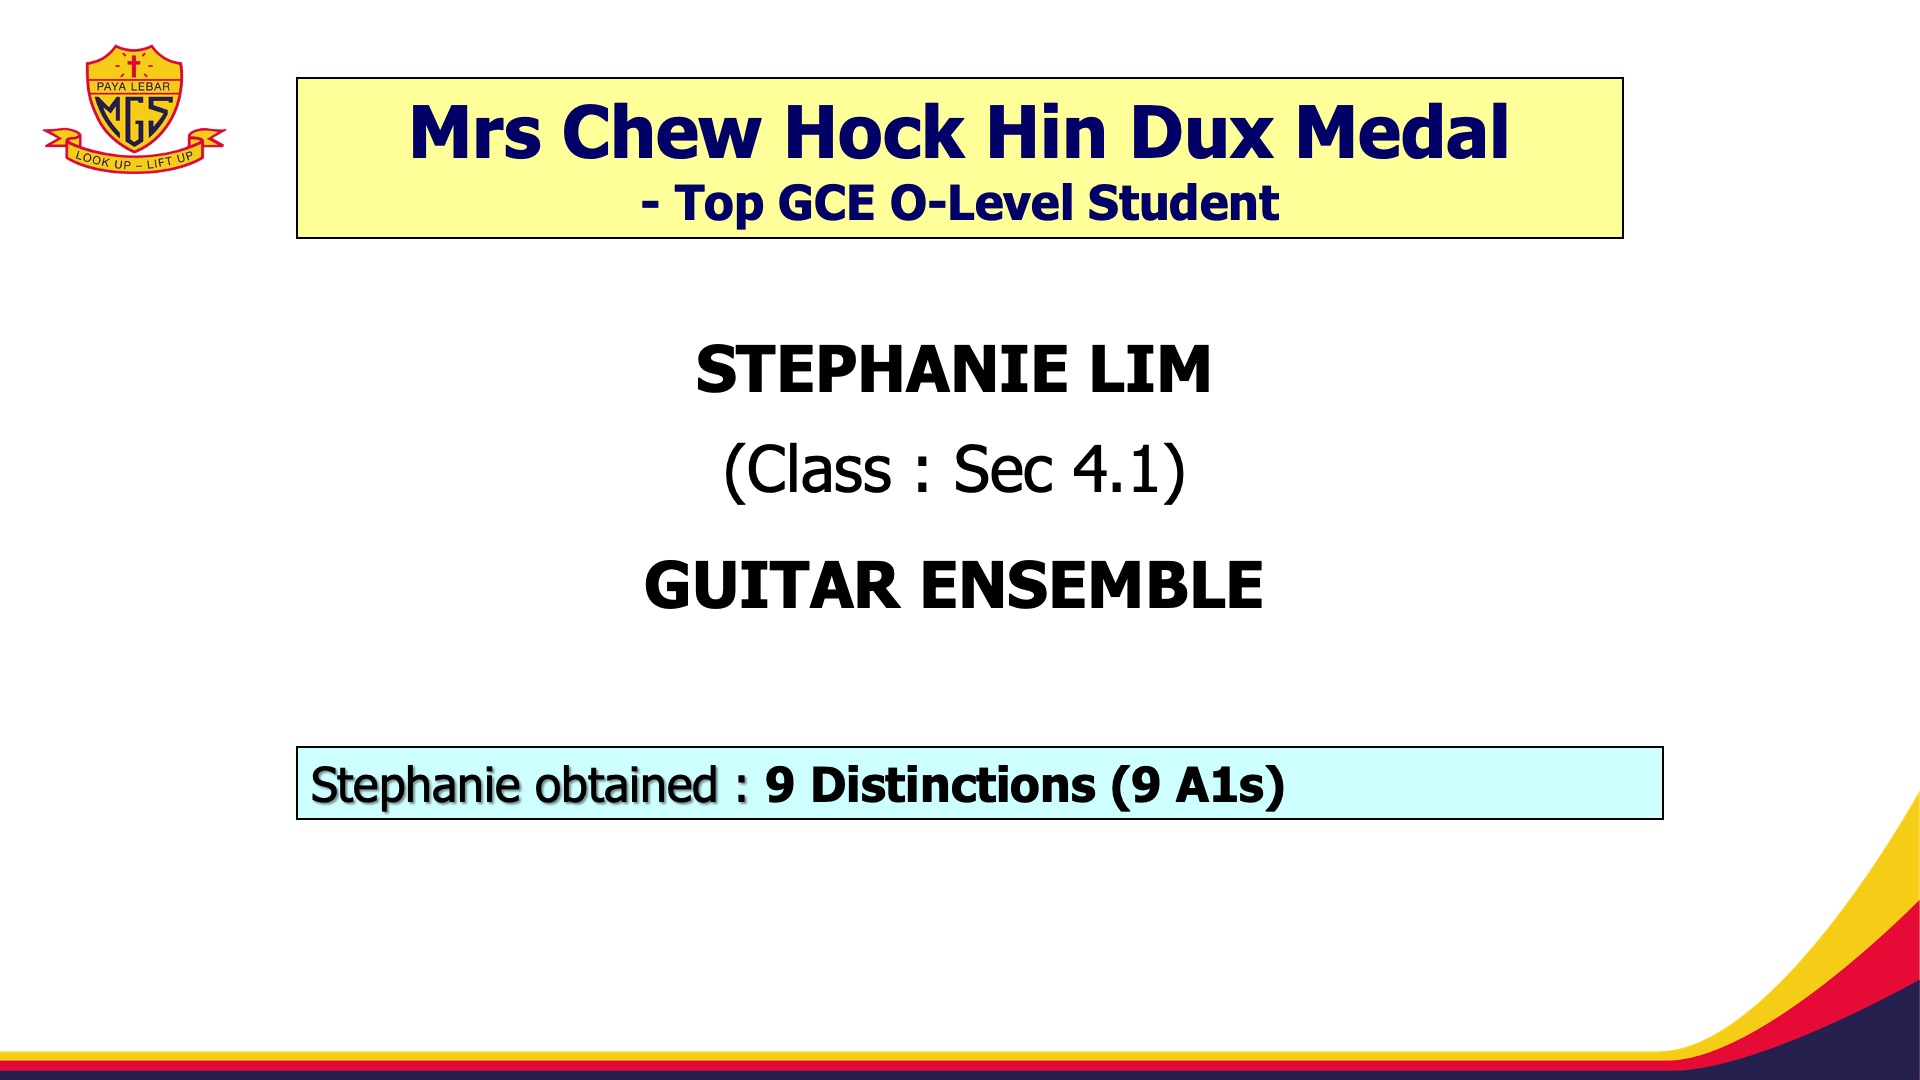 PAYA LEBAR
MGS
LOOK UP – LIFT UP
Mrs Chew Hock Hin Dux Medal
- Top GCE O-Level Student
STEPHANIE LIM
(Class : Sec 4.1)
GUITAR ENSEMBLE
Stephanie obtained : 9 Distinctions (9 A1s)